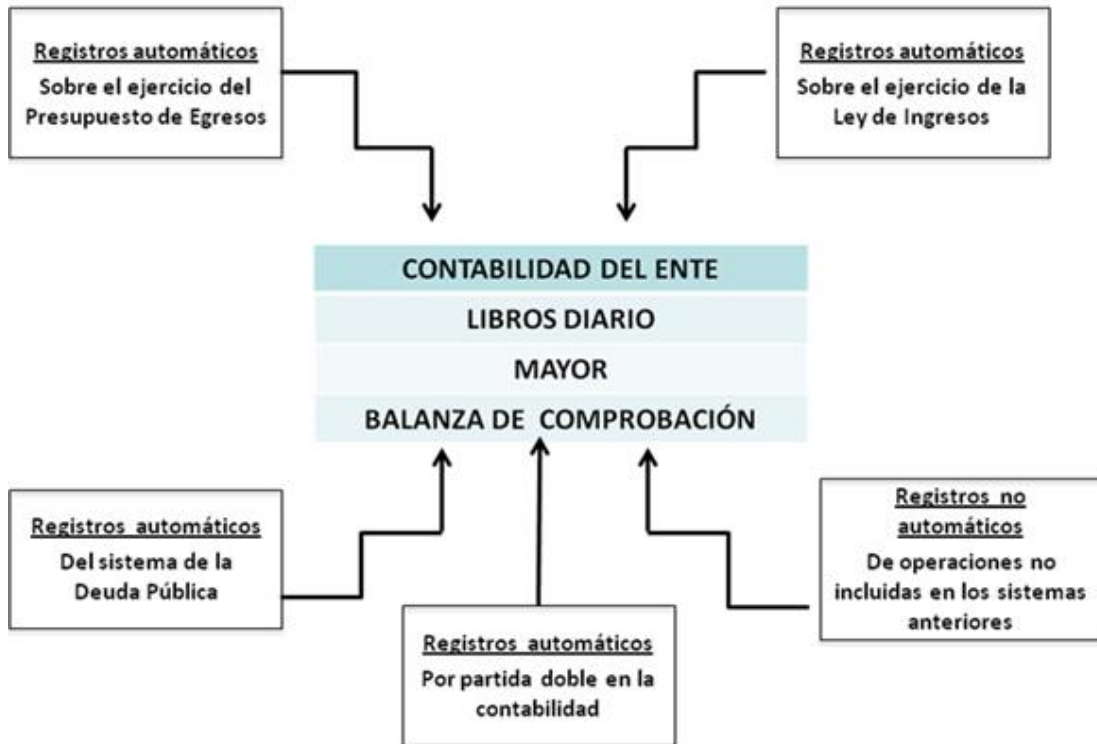 Registros automáticos
Sobre el ejercicio del
Presupuesto de Egresos
Registros automáticos
Sobre el ejercicio de la
Ley de Ingresos
CONTABILIDAD DEL ENTE
LIBROS DIARIO
MAYOR
BALANZA DE COMPROBACIÓN
Registros automáticos
Del sistema de la
Deuda Pública
Registros automáticos
Por partida doble en la
contabilidad
Registros no
automáticos
De operaciones no
incluidas en los sistemas
anteriores